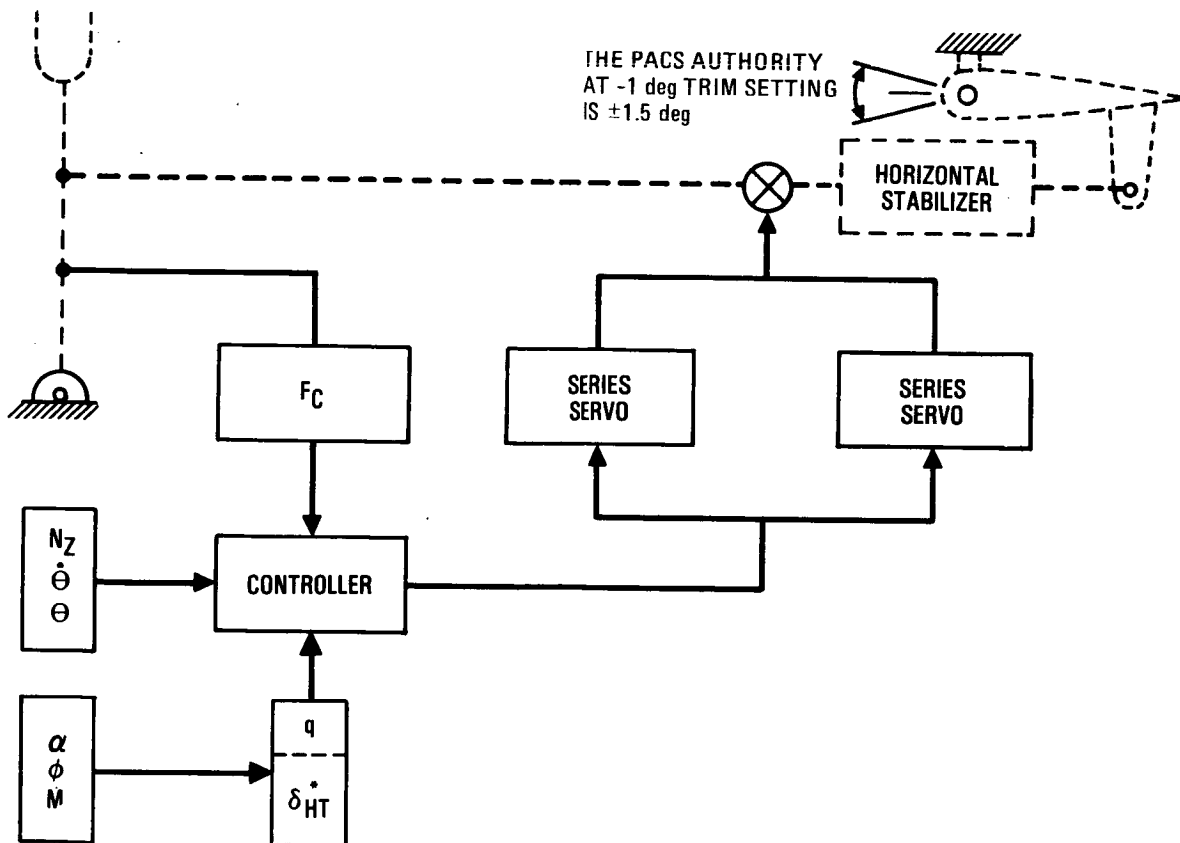 THE PACS AUTHORITY
AT -1 deg TRIM SETTING
IS ±1.5 deg
HORIZONTAL
STABILIZER
F_C
SERIES
SERVO
SERIES
SERVO
N_Z
θ̇
θ
CONTROLLER
q
α
ϕ
M
δ*_HT